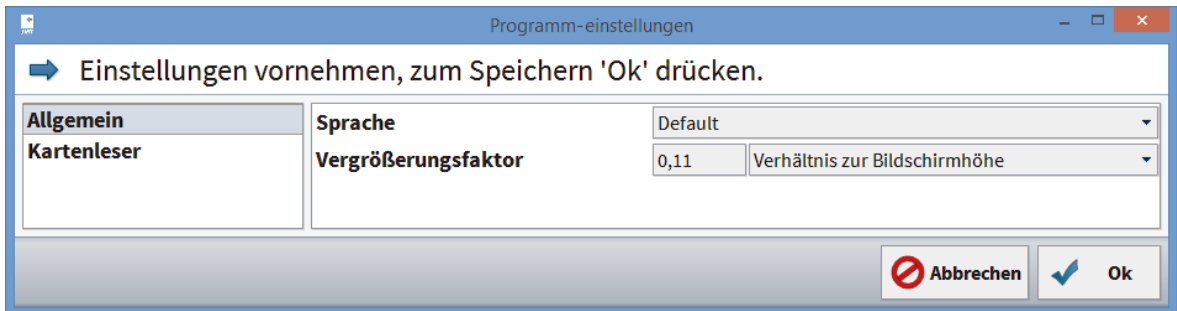 Programm-einstellungen
Einstellungen vornehmen, zum Speichern 'Ok' drücken.
Allgemein
Kartenleser
Sprache Default
Vergrößerungsfaktor 0,11 Verhältnis zur Bildschirmhöhe
Abbrechen Ok